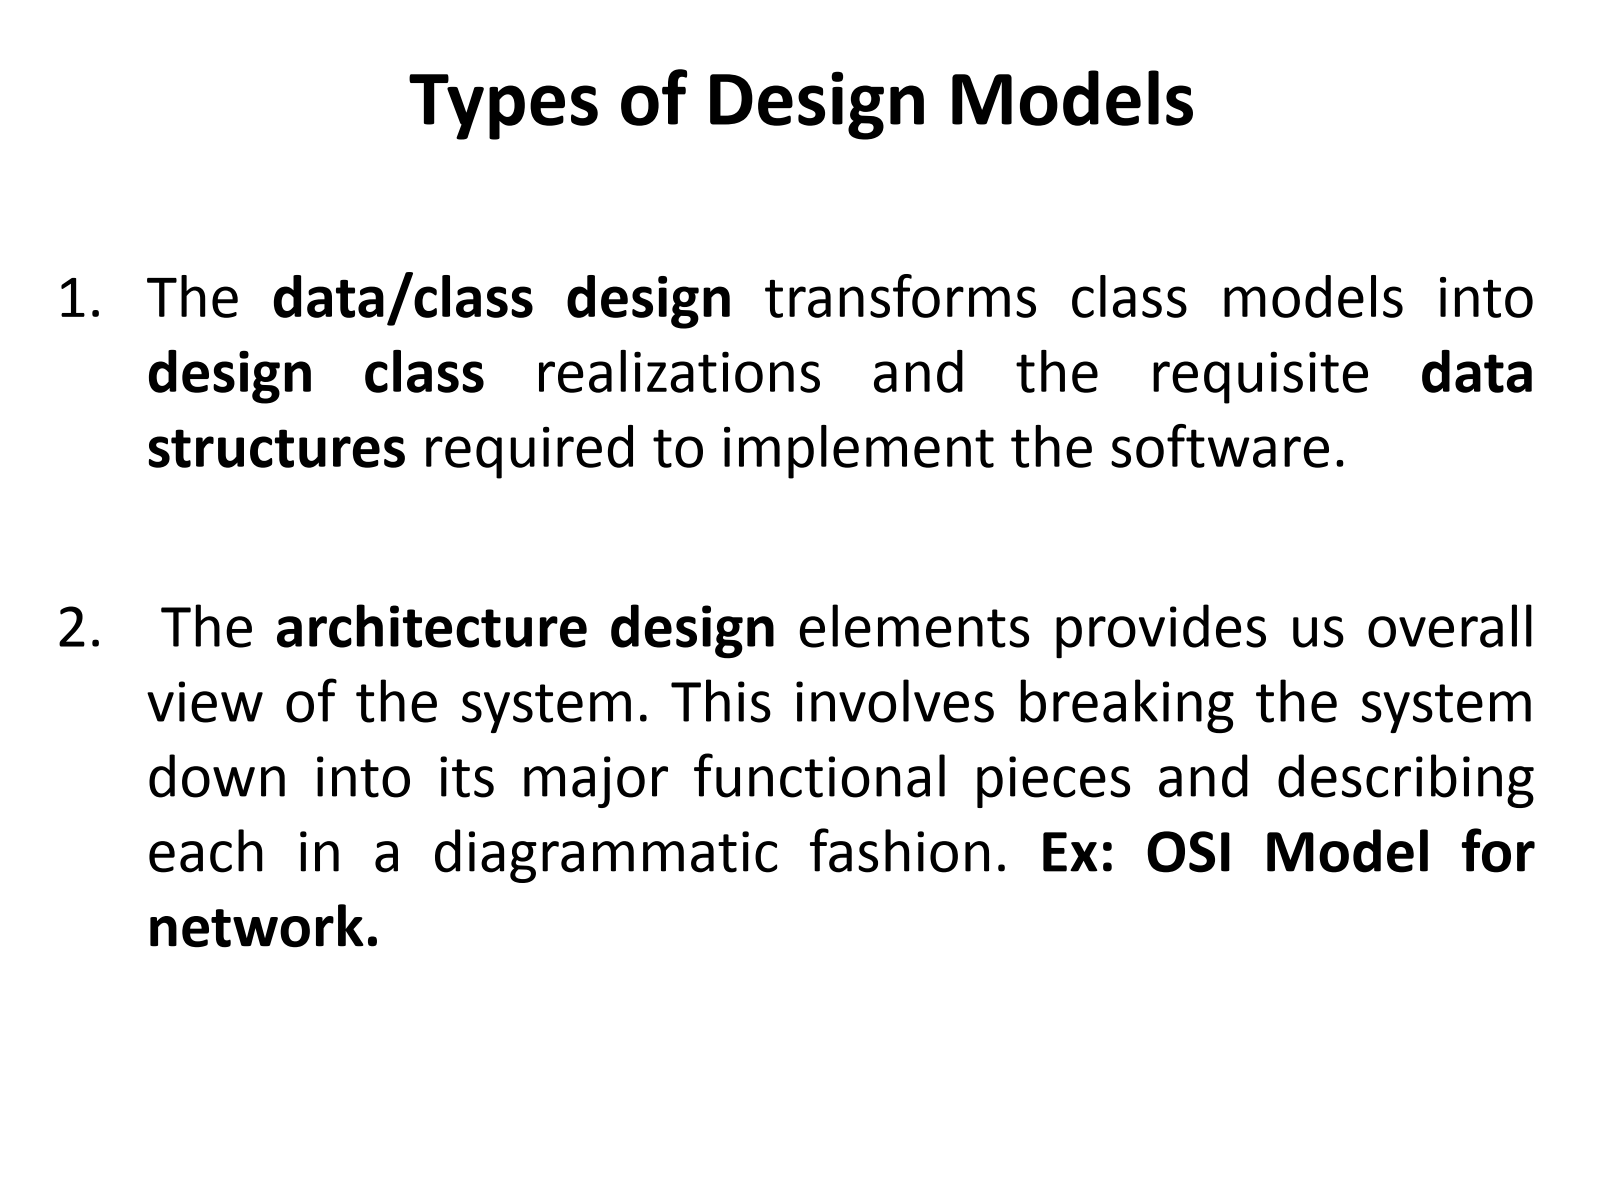 Types of Design Models
1. The data/class design transforms class models into
design class realizations and the requisite data
structures required to implement the software.
2. The architecture design elements provides us overall
view of the system. This involves breaking the system
down into its major functional pieces and describing
each in a diagrammatic fashion. Ex: OSI Model for
network.